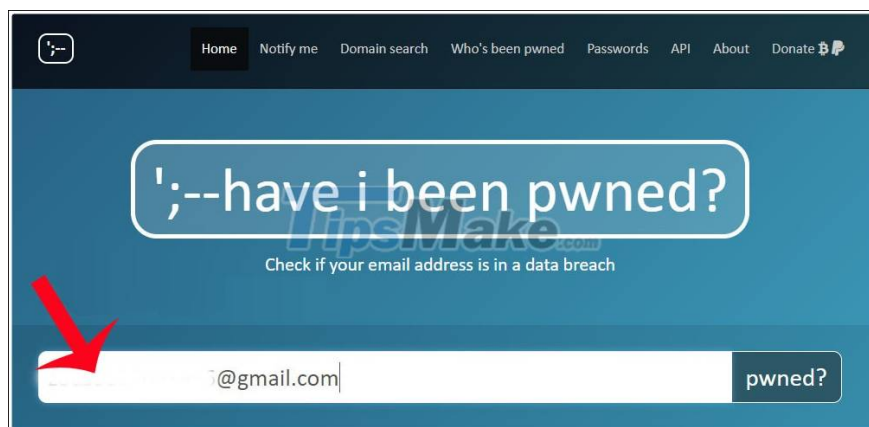 ';--
Home Notify me Domain search Who's been pwned Passwords API About Donate
';--have i been pwned?
TipsMake.com
Check if your email address is in a data breach
@gmail.com
pwned?